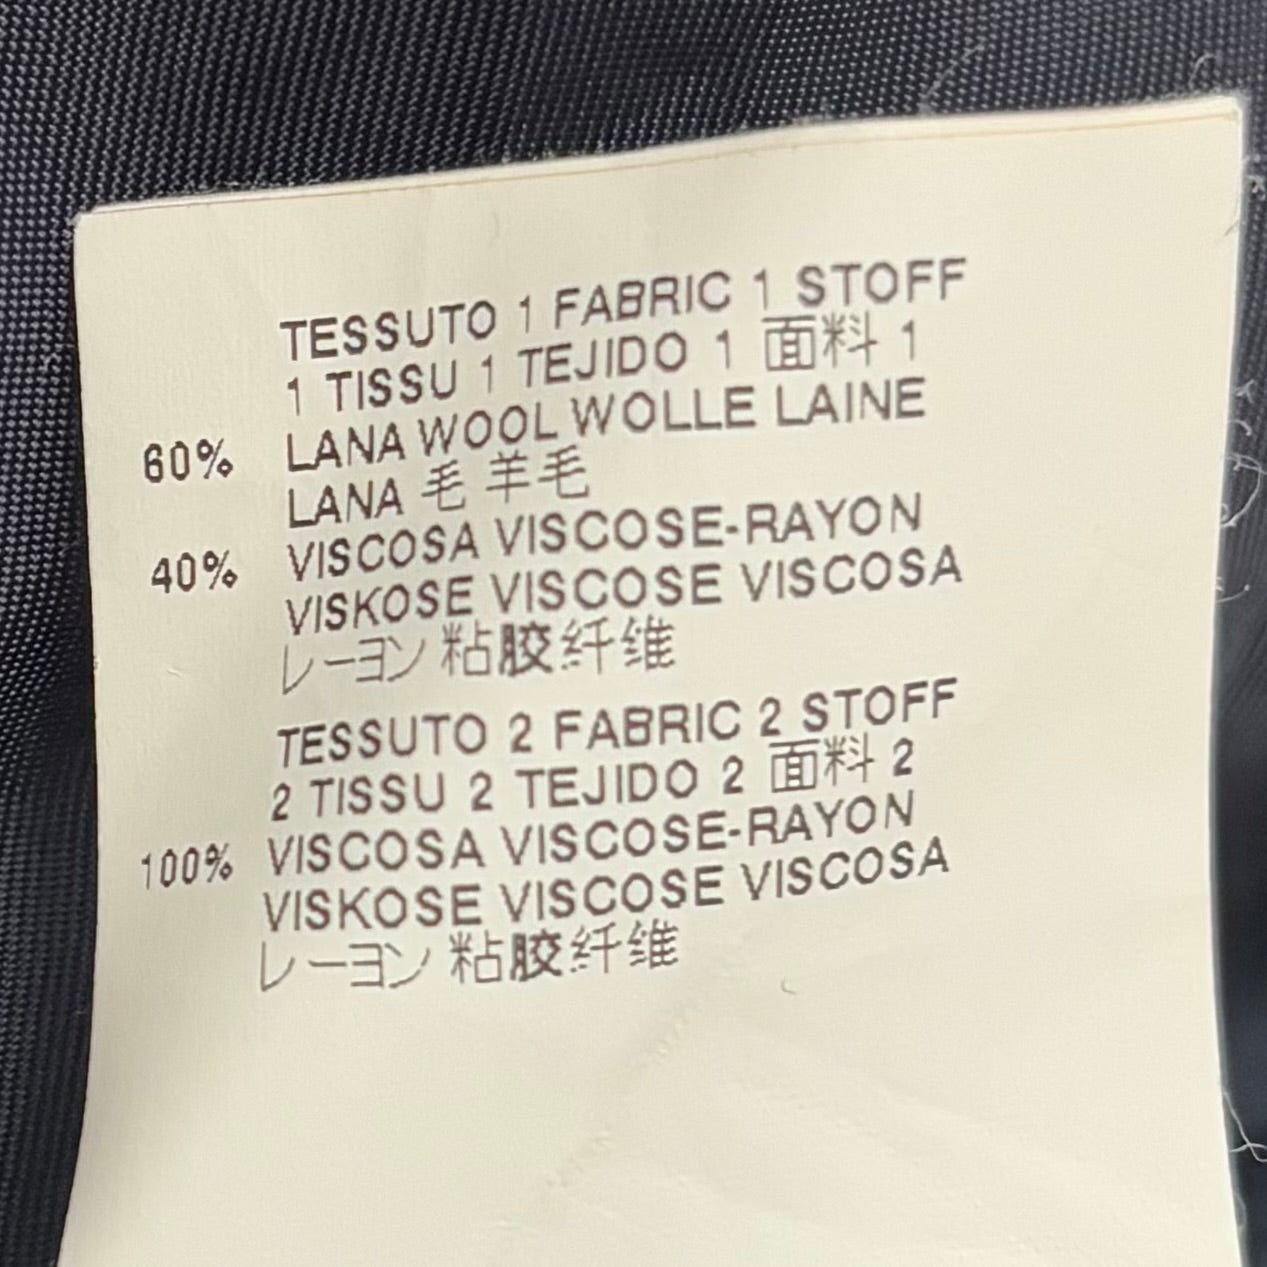 TESSUTO 1 FABRIC 1 STOFF
1 TISSU 1 TEJIDO 1 面料 1
60% LANA WOOL WOLLE LAINE
LANA 毛 羊毛
40% VISCOSA VISCOSE-RAYON
VISKOSE VISCOSE VISCOSA
レーヨン 粘胶纤维
TESSUTO 2 FABRIC 2 STOFF
2 TISSU 2 TEJIDO 2 面料 2
100% VISCOSA VISCOSE-RAYON
VISKOSE VISCOSE VISCOSA
レーヨン 粘胶纤维